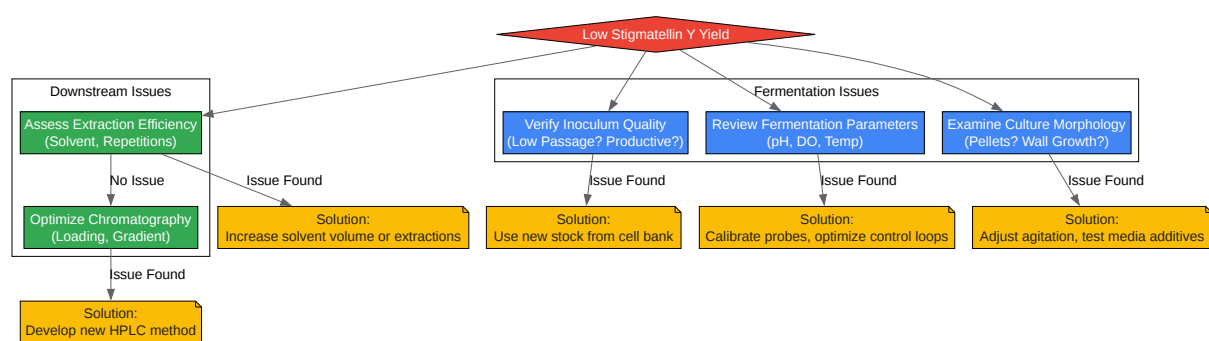 Low Stigmatellin Y Yield
Downstream Issues
Fermentation Issues
Assess Extraction Efficiency
(Solvent, Repetitions)
Verify Inoculum Quality
(Low Passage? Productive?)
Review Fermentation Parameters
(pH, DO, Temp)
Examine Culture Morphology
(Pellets? Wall Growth?)
No Issue
Issue Found
Issue Found
Issue Found
Issue Found
Optimize Chromatography
(Loading, Gradient)
Solution:
Increase solvent volume or extractions
Solution:
Use new stock from cell bank
Solution:
Calibrate probes, optimize control loops
Solution:
Adjust agitation, test media additives
Issue Found
Solution:
Develop new HPLC method